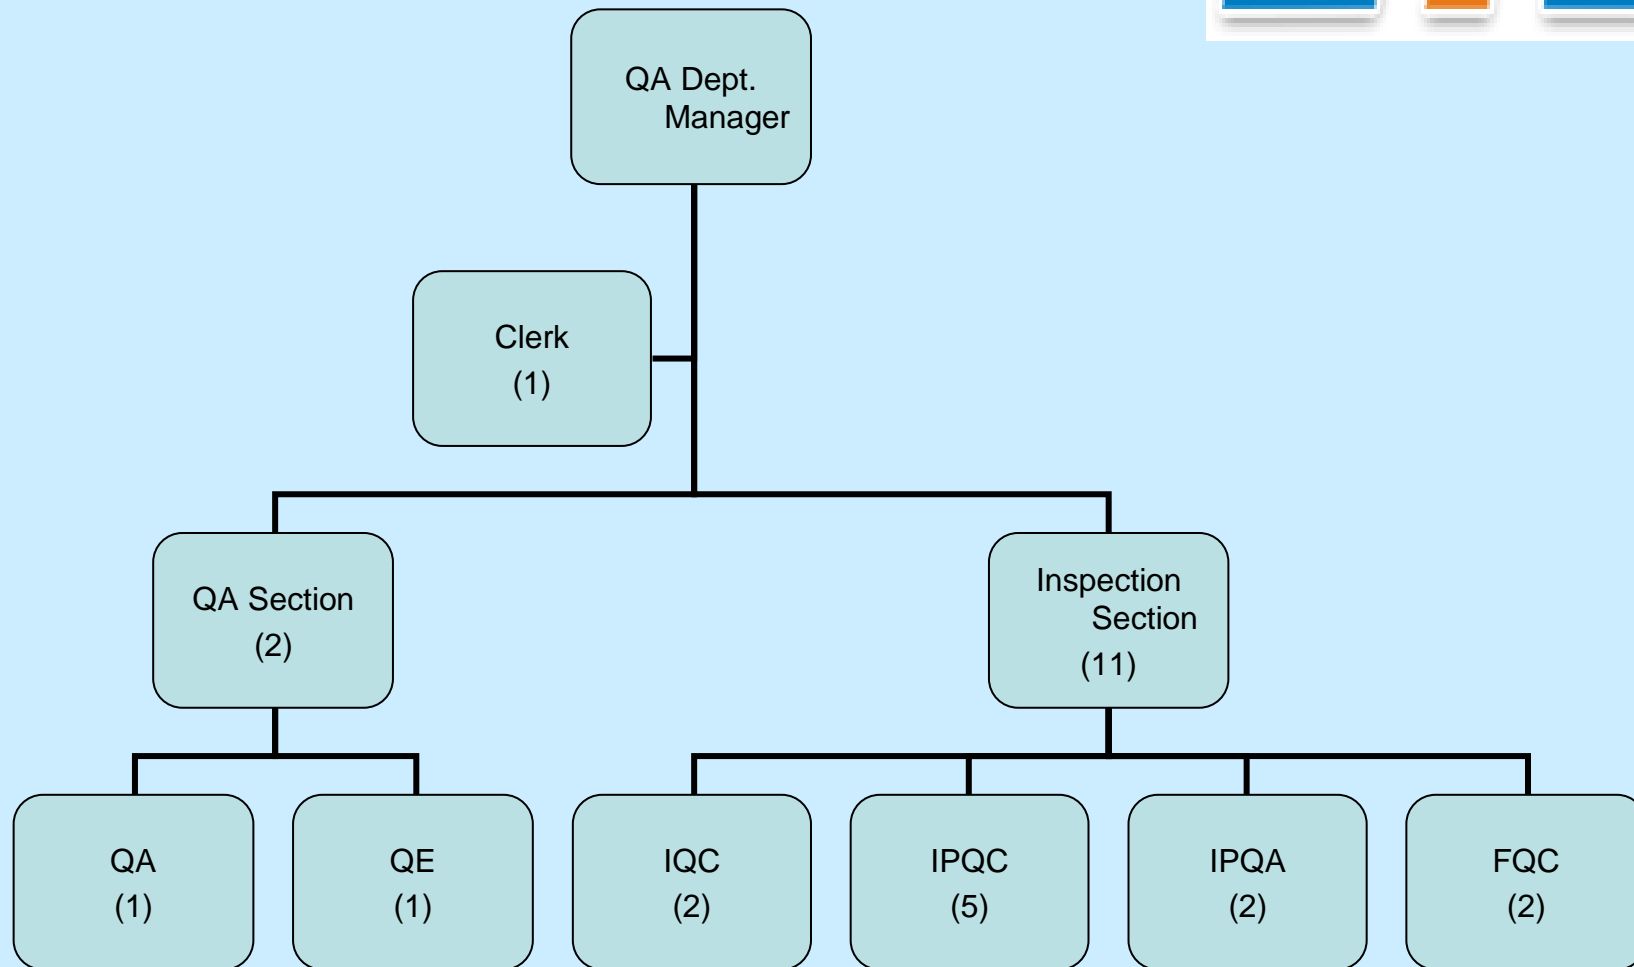 QA Dept.
Manager
Clerk
(1)
QA Section
(2)
Inspection
Section
(11)
QA
(1)
QE
(1)
IQC
(2)
IPQC
(5)
IPQA
(2)
FQC
(2)